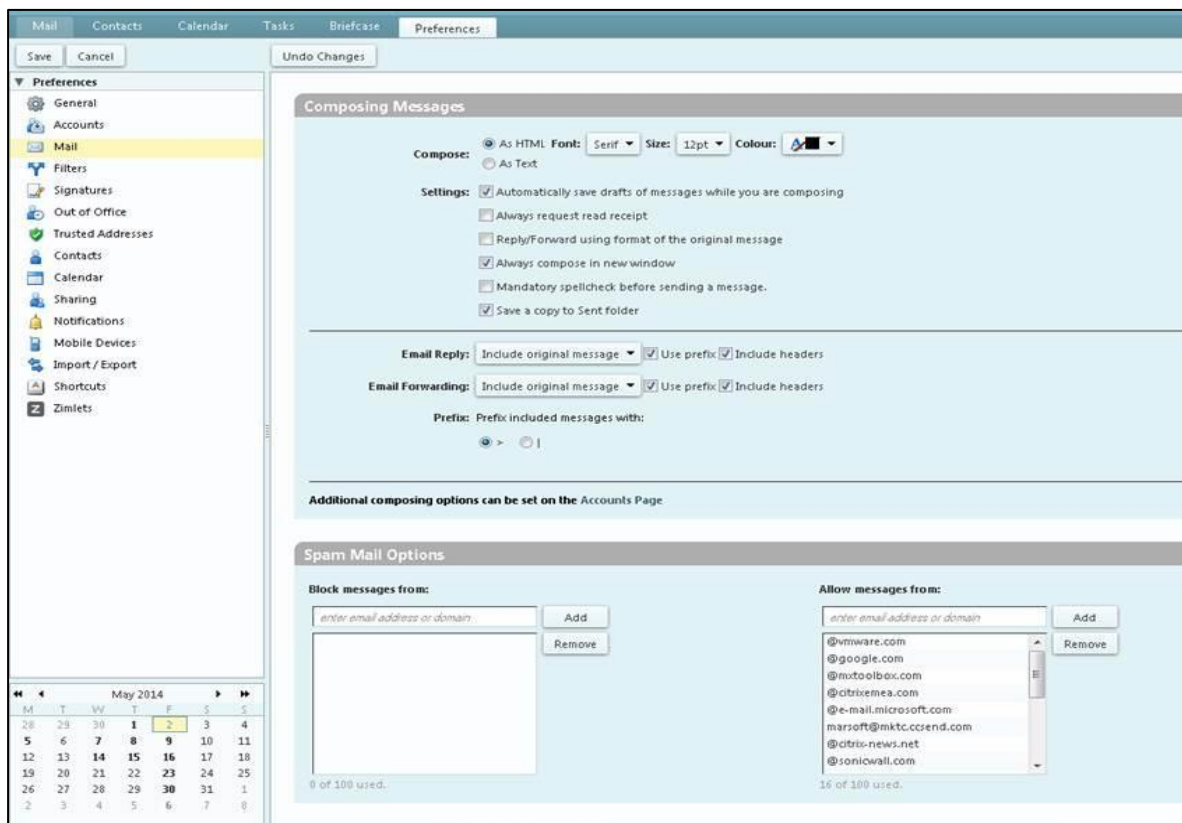 Mail Contacts Calendar Tasks Briefcase Preferences
Save Cancel Undo Changes
Preferences
General
Accounts
Mail
Filters
Signatures
Out of Office
Trusted Addresses
Contacts
Calendar
Sharing
Notifications
Mobile Devices
Import / Export
Shortcuts
Zimlets
Composing Messages
Compose: As HTML Font: Serif Size: 12pt Colour:
As Text
Settings: Automatically save drafts of messages while you are composing
Always request read receipt
Reply/Forward using format of the original message
Always compose in new window
Mandatory spellcheck before sending a message.
Save a copy to Sent folder
Email Reply: Include original message Use prefix Include headers
Email Forwarding: Include original message Use prefix Include headers
Prefix: Prefix included messages with:
> |
Additional composing options can be set on the Accounts Page
Spam Mail Options
Block messages from: Allow messages from:
enter email address or domain Add enter email address or domain Add
Remove Remove
@vmware.com
@google.com
@mxtoolbox.com
@citrixemea.com
@e-mail.microsoft.com
marsoft@mktc.ccsend.com
@citrix-news.net
@sonicwall.com
0 of 100 used. 16 of 100 used.
May 2014
M T W T F S S
28 29 30 1 2 3 4
5 6 7 8 9 10 11
12 13 14 15 16 17 18
19 20 21 22 23 24 25
26 27 28 29 30 31 1
2 3 4 5 6 7 8